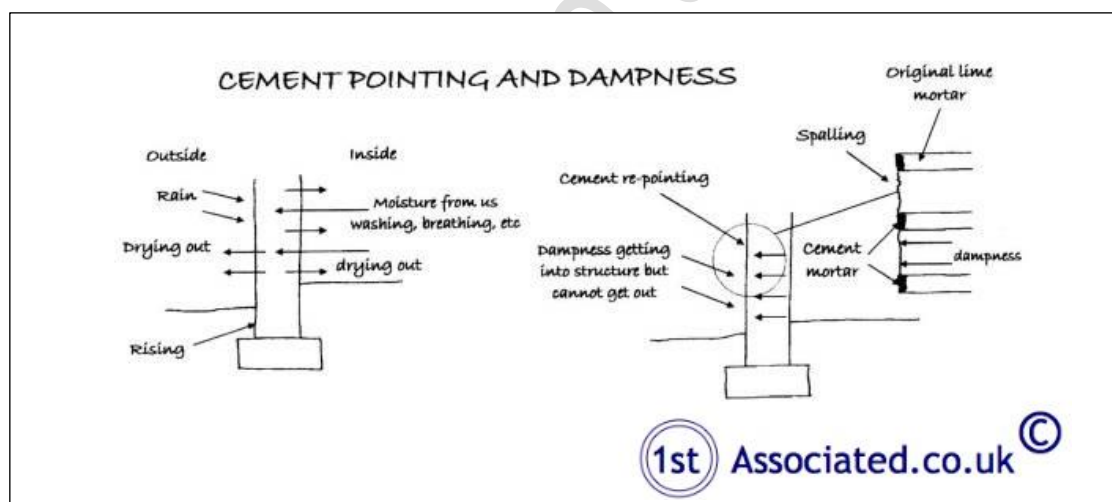 CEMENT POINTING AND DAMPNESS
Outside
Inside
Rain
Moisture from us
washing, breathing, etc
Drying out
drying out
Rising
Original lime
mortar
Spalling
Cement re-pointing
Dampness getting
into structure but
cannot get out
Cement
mortar
dampness
1st Associated.co.uk ©